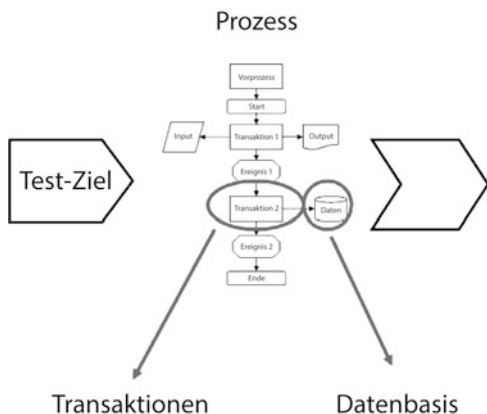 Prozess
Vorprozess
Start
Input
Transaktion 1
Output
Ereignis 1
Test-Ziel
Transaktion 2
Daten
Ereignis 2
Ende
Transaktionen
Datenbasis